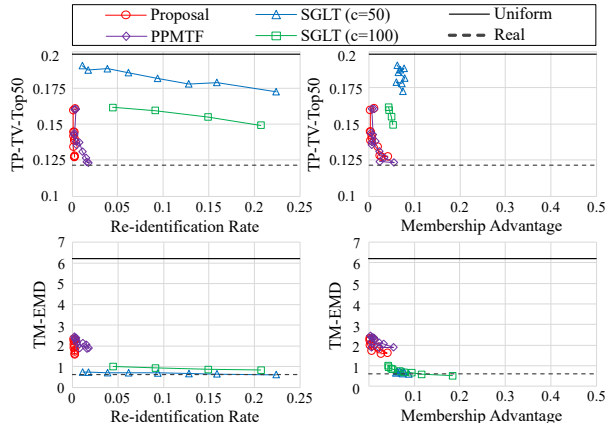 Proposal SGLT (c=50) Uniform
PPMTF SGLT (c=100) Real
TP-TV-Top50
0.2
0.175
0.15
0.125
0.1
0 0.05 0.1 0.15 0.2 0.25
Re-identification Rate
TP-TV-Top50
0.2
0.175
0.15
0.125
0.1
0 0.1 0.2 0.3 0.4 0.5
Membership Advantage
TM-EMD
7
6
5
4
3
2
1
0
0 0.05 0.1 0.15 0.2 0.25
Re-identification Rate
TM-EMD
7
6
5
4
3
2
1
0
0 0.1 0.2 0.3 0.4 0.5
Membership Advantage